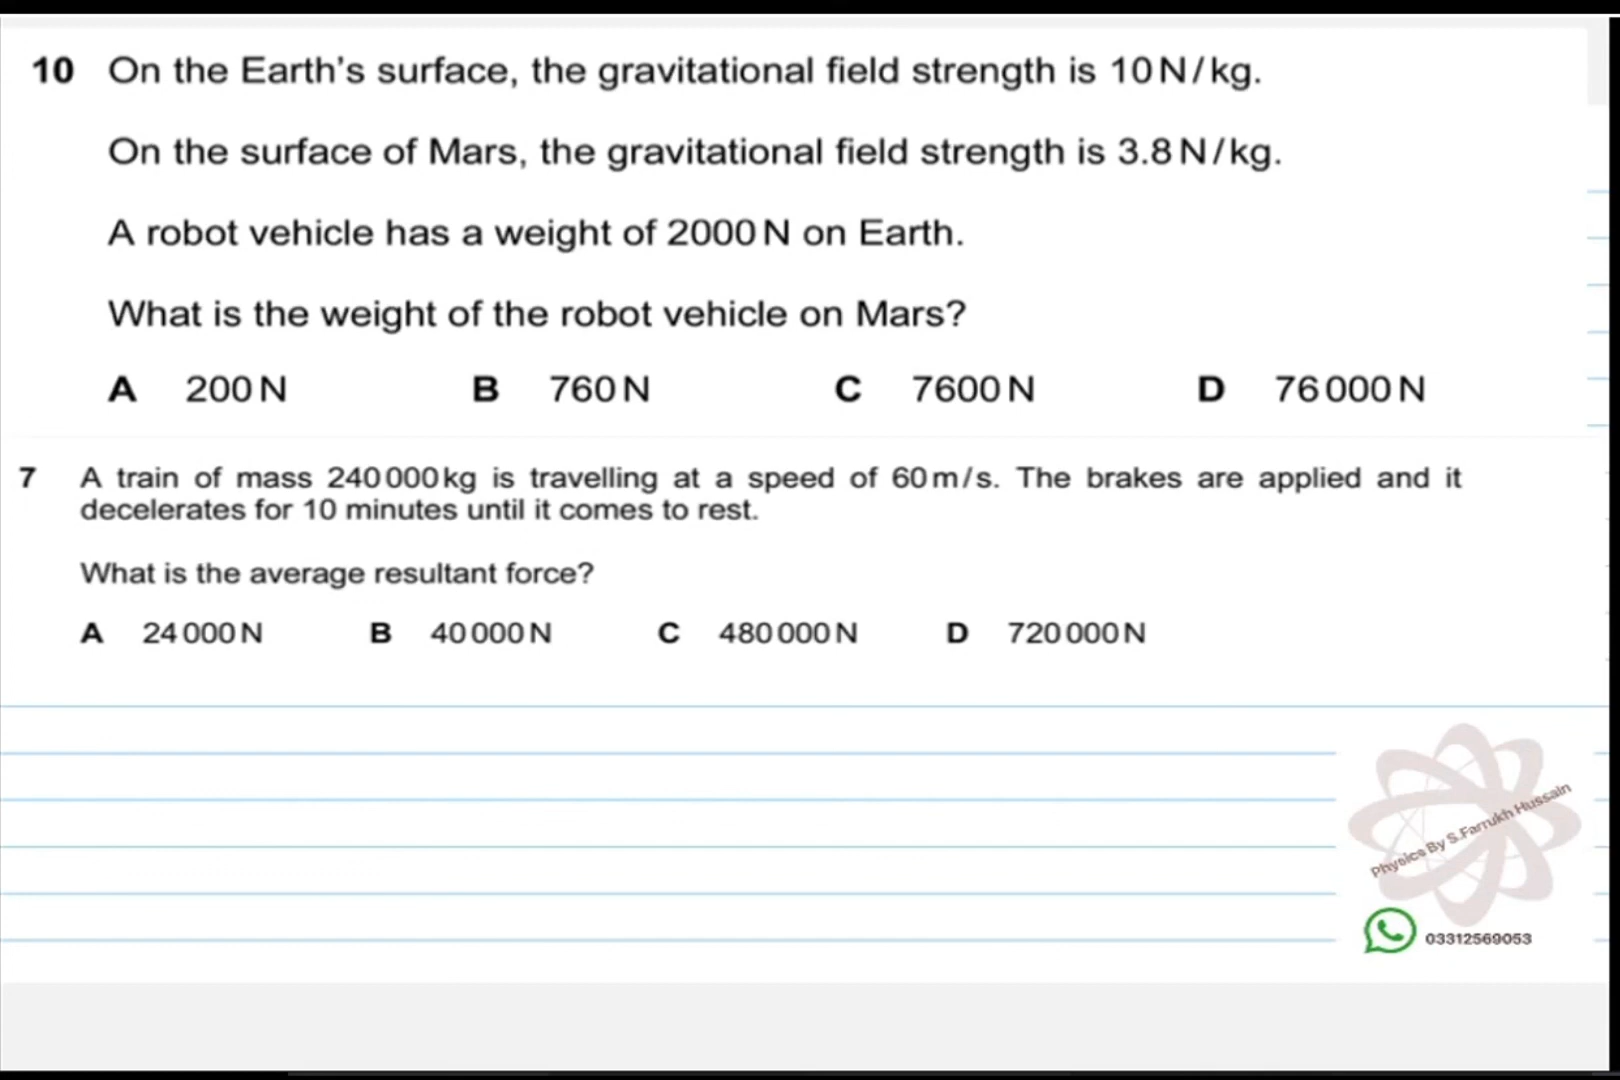 10 On the Earth's surface, the gravitational field strength is 10 N/kg.
On the surface of Mars, the gravitational field strength is 3.8 N/kg.
A robot vehicle has a weight of 2000 N on Earth.
What is the weight of the robot vehicle on Mars?
A 200 N B 760 N C 7600 N D 76 000 N
7 A train of mass 240 000 kg is travelling at a speed of 60 m/s. The brakes are applied and it
decelerates for 10 minutes until it comes to rest.
What is the average resultant force?
A 24 000 N B 40 000 N C 480 000 N D 720 000 N
Physics By S.Farrukh Hussain
03312569053